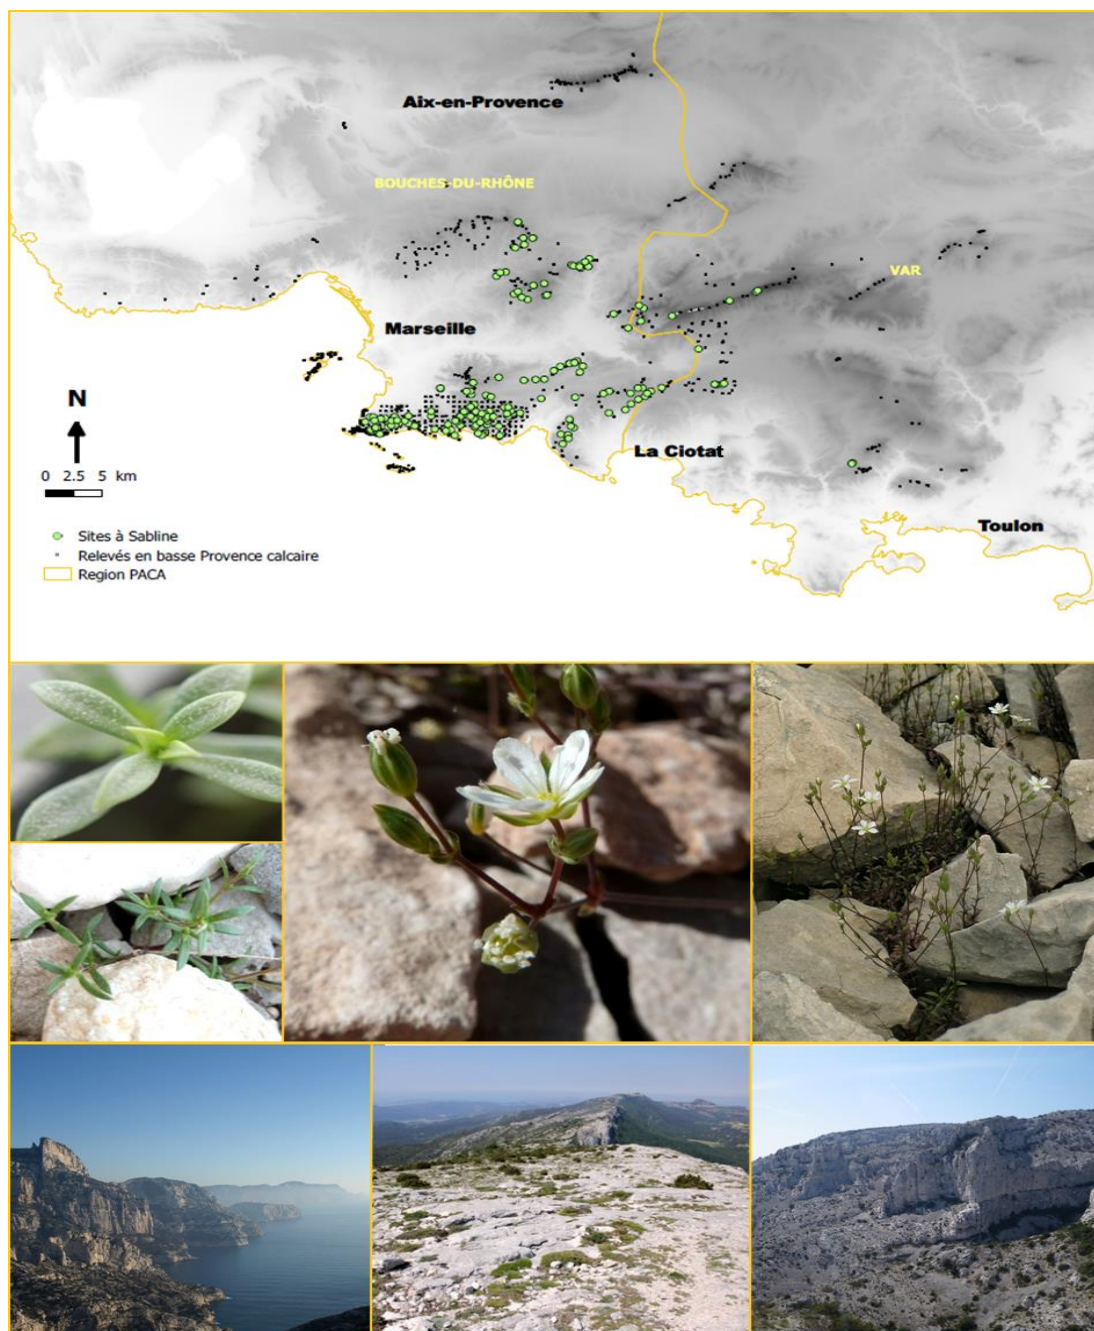 Aix-en-Provence
BOUCHES-DU-RHÔNE
VAR
Marseille
N
0 2.5 5 km
La Ciotat
Toulon
Sites à Sabline
Relevés en basse Provence calcaire
Region PACA